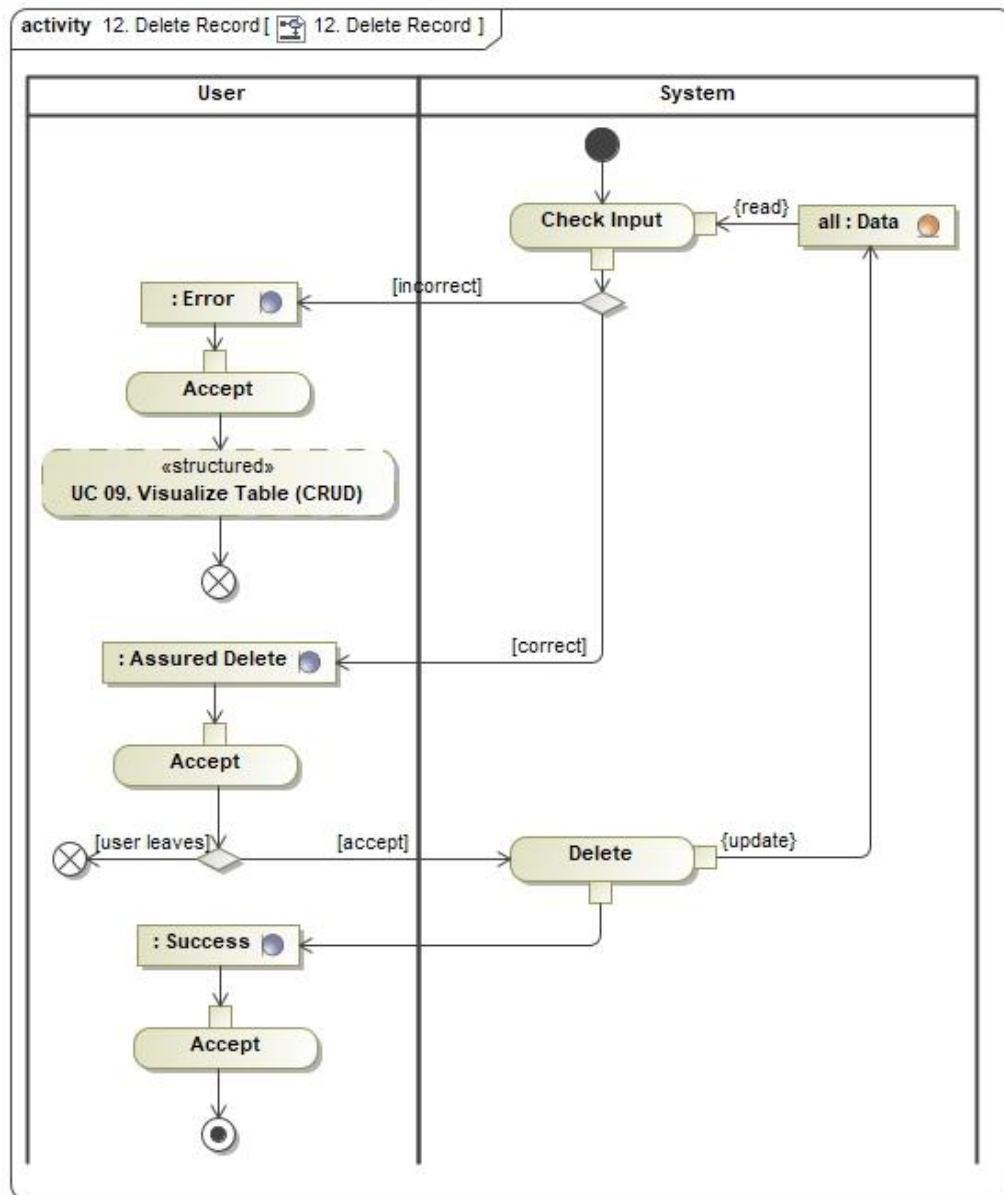 activity 12. Delete Record [ 12. Delete Record ]
User
System
Check Input
{read}
all : Data
[incorrect]
: Error
Accept
«structured»
UC 09. Visualize Table (CRUD)
[correct]
: Assured Delete
Accept
[user leaves]
[accept]
Delete
{update}
: Success
Accept